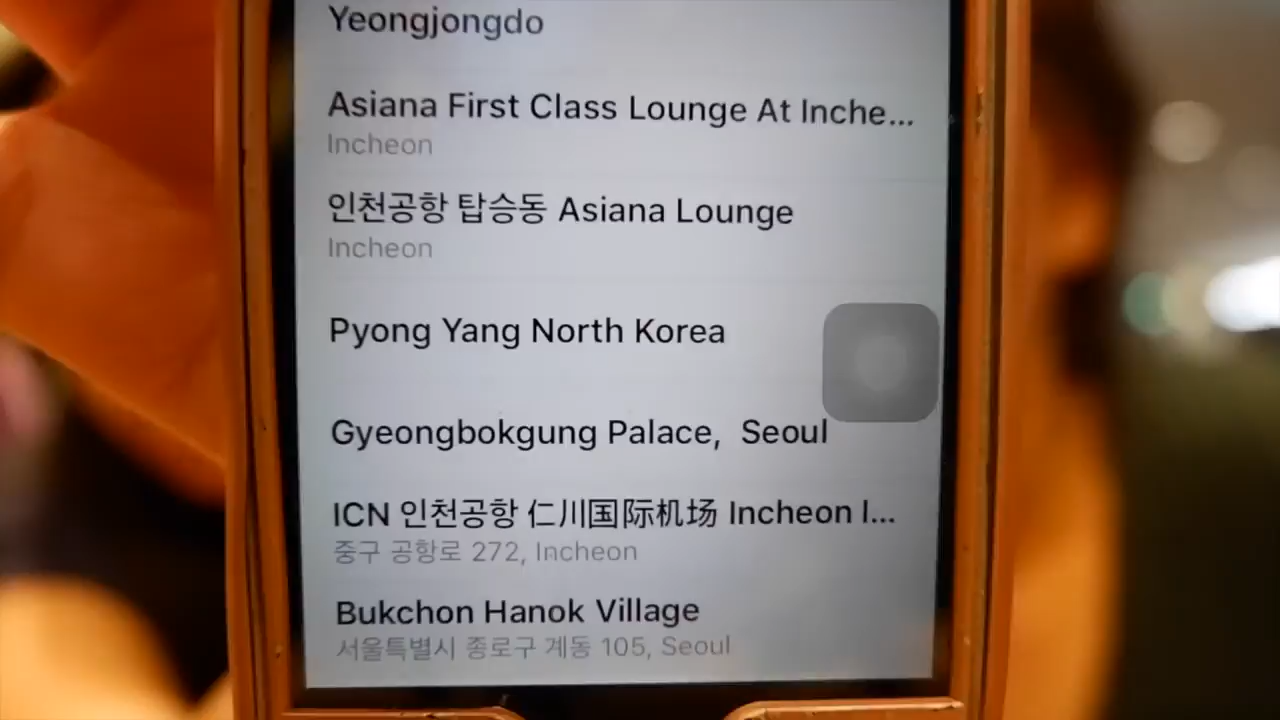 Yeongjongdo
Asiana First Class Lounge At Inche...
Incheon
인천공항 탑승동 Asiana Lounge
Incheon
Pyong Yang North Korea
Gyeongbokgung Palace, Seoul
ICN 인천공항 仁川国际机场 Incheon I...
중구 공항로 272, Incheon
Bukchon Hanok Village
서울특별시 종로구 계동 105, Seoul